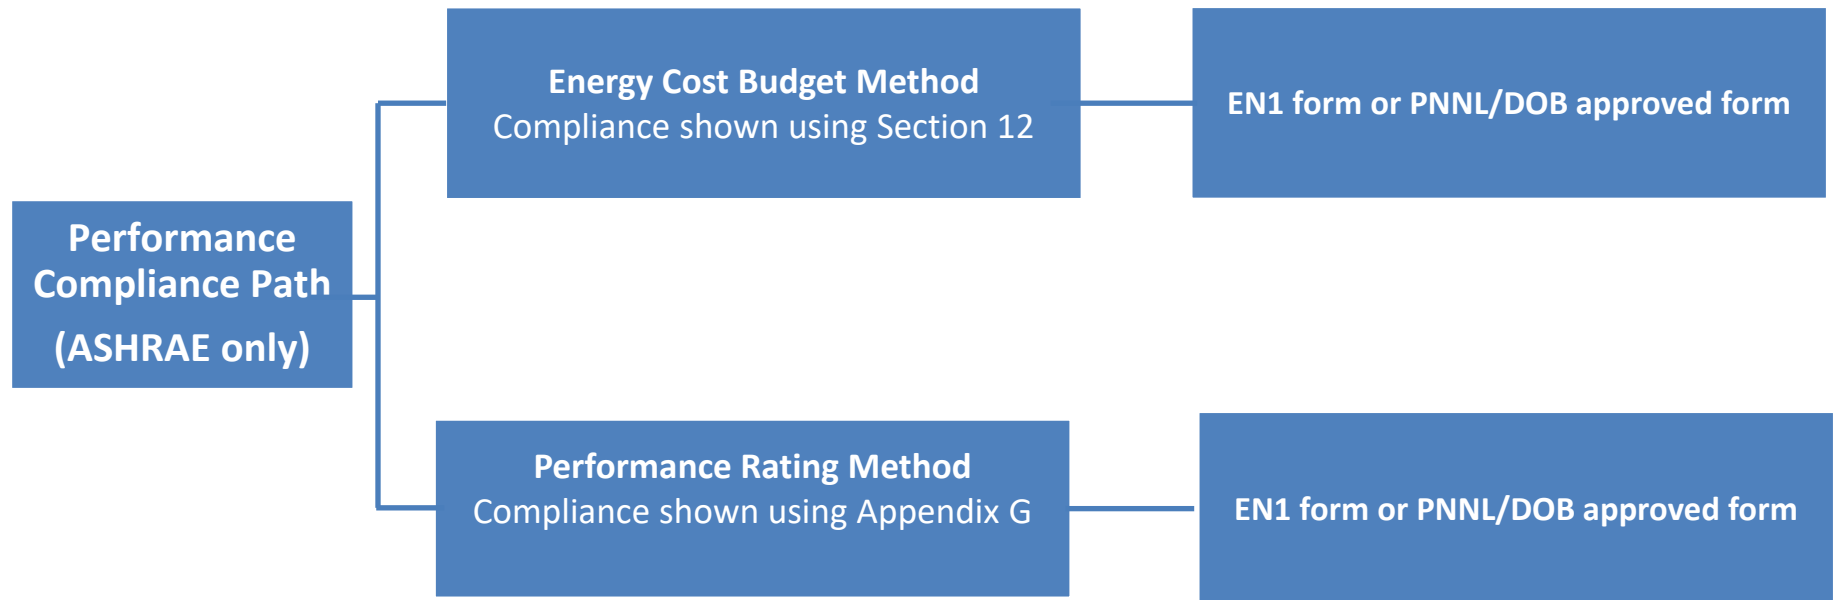 Performance
Compliance Path
(ASHRAE only)
Energy Cost Budget Method
Compliance shown using Section 12
EN1 form or PNNL/DOB approved form
Performance Rating Method
Compliance shown using Appendix G
EN1 form or PNNL/DOB approved form